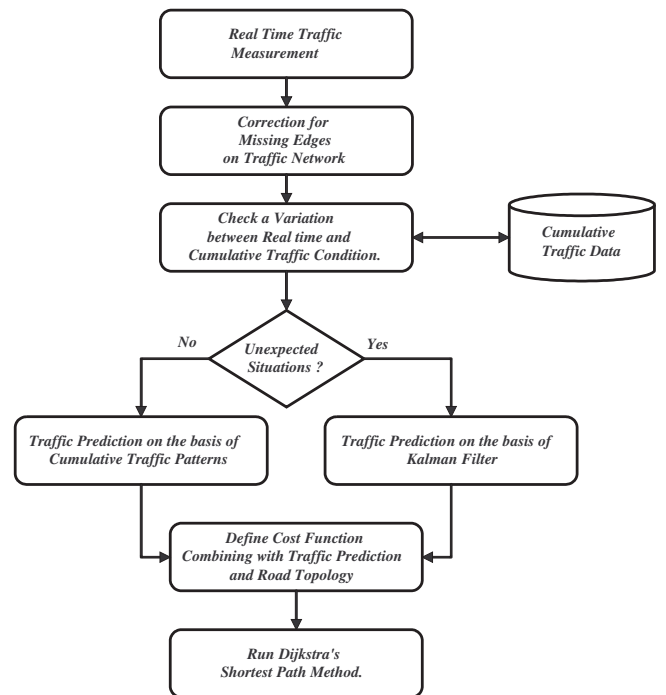 Real Time Traffic
Measurement
Correction for
Missing Edges
on Traffic Network
Check a Variation
between Real time and
Cumulative Traffic Condition.
Cumulative
Traffic Data
Unexpected
Situations ?
No
Yes
Traffic Prediction on the basis of
Cumulative Traffic Patterns
Traffic Prediction on the basis of
Kalman Filter
Define Cost Function
Combining with Traffic Prediction
and Road Topology
Run Dijkstra's
Shortest Path Method.